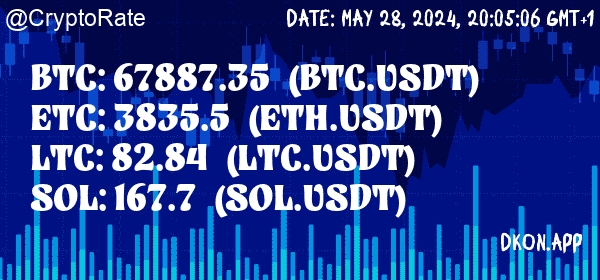 @CryptoRate
DATE: MAY 28, 2024, 20:05:06 GMT+1
BTC: 67887.35 (BTC.USDT)
ETC: 3835.5 (ETH.USDT)
LTC: 82.84 (LTC.USDT)
SOL: 167.7 (SOL.USDT)
DKON.APP